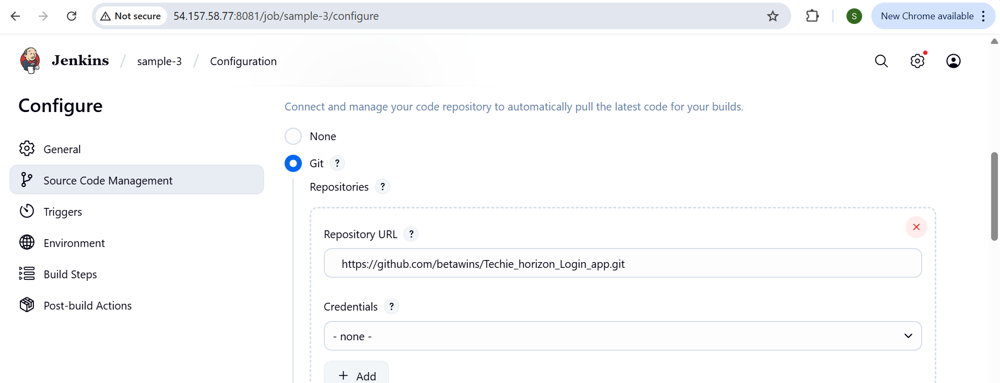 Not secure 54.157.58.77:8081/job/sample-3/configure S New Chrome available
Jenkins / sample-3 / Configuration
Configure
General
Source Code Management
Triggers
Environment
Build Steps
Post-build Actions
Connect and manage your code repository to automatically pull the latest code for your builds.
None
Git ?
Repositories ?
Repository URL ?
https://github.com/betawins/Techie_horizon_Login_app.git
Credentials ?
- none -
+ Add